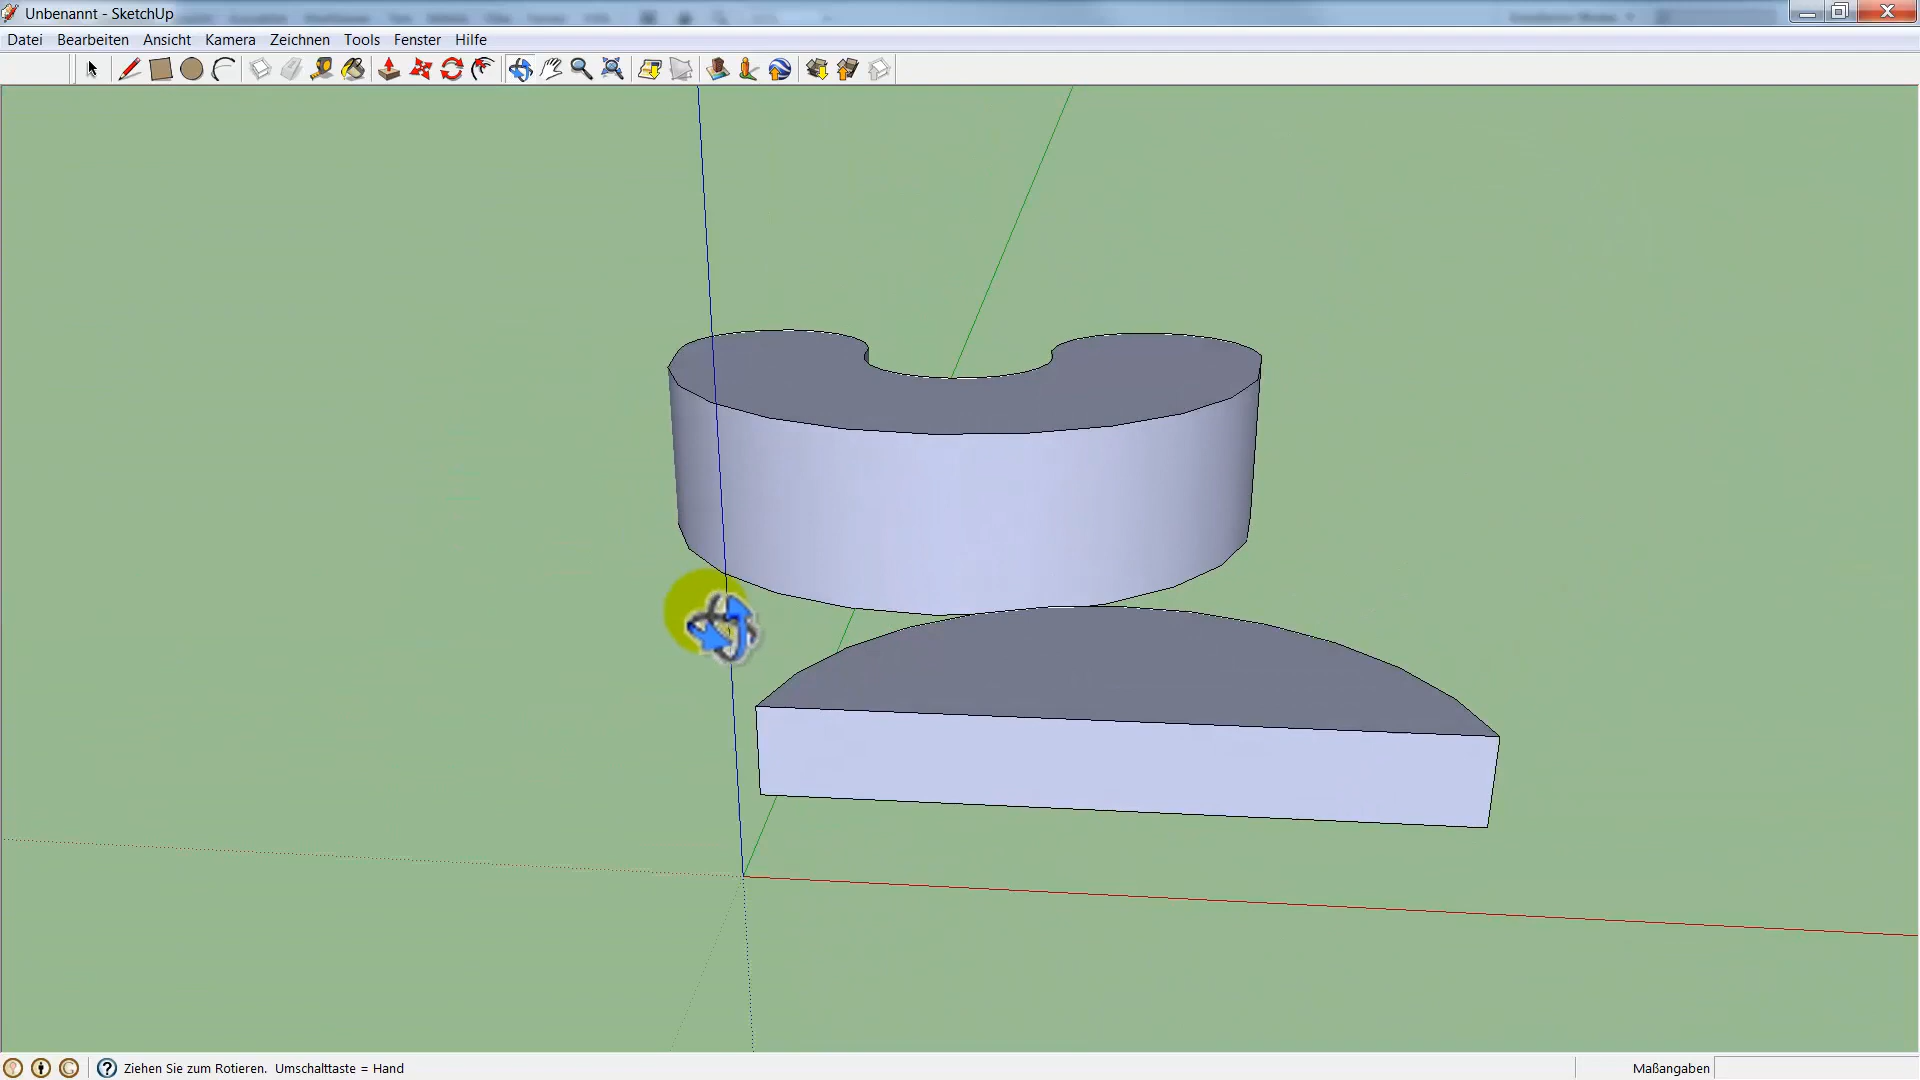 Unbenannt - SketchUp
Datei Bearbeiten Ansicht Kamera Zeichnen Tools Fenster Hilfe
Ziehen Sie zum Rotieren. Umschalttaste = Hand
Maßangaben